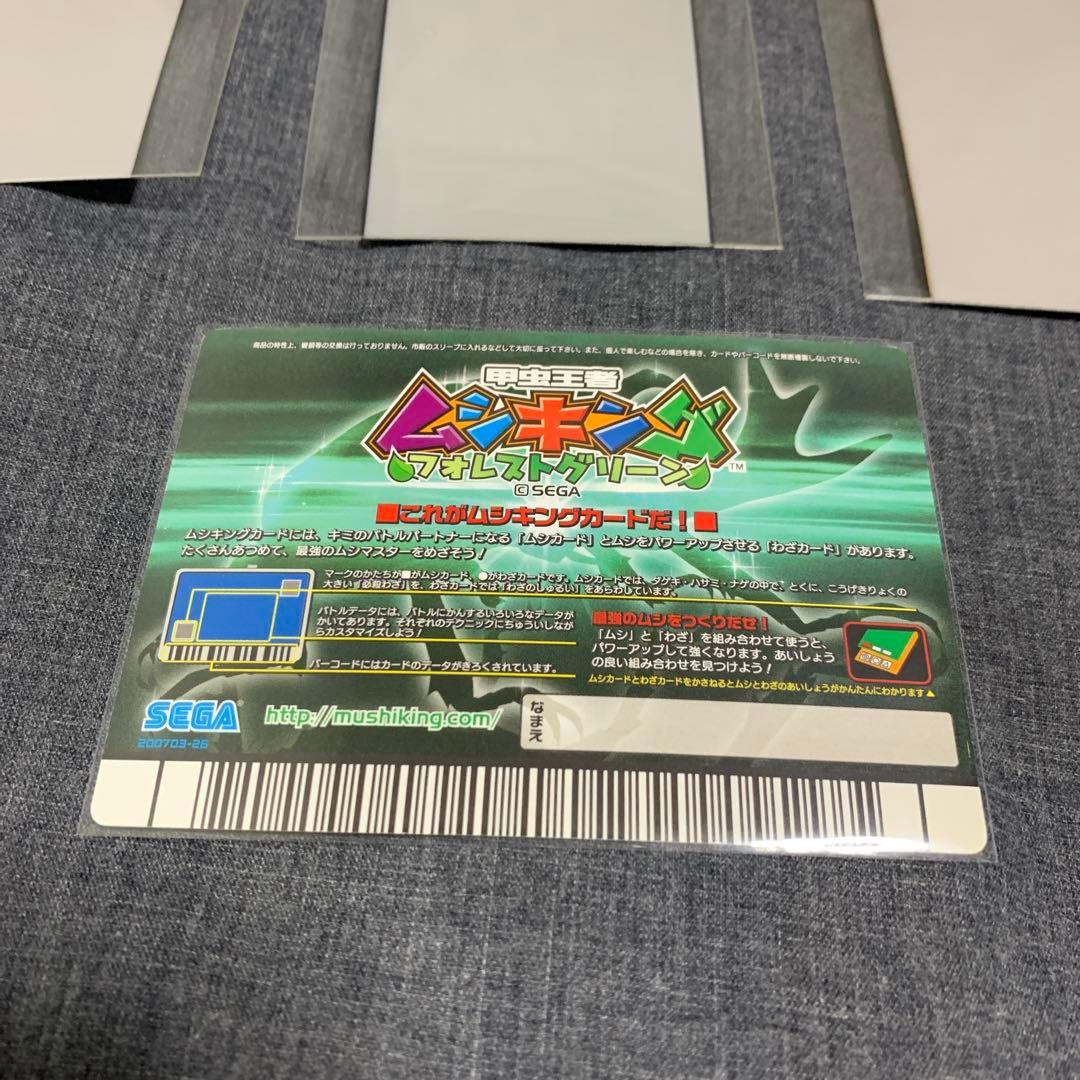 商品の特性上、破損等の交換は行っておりません。市販のスリーブに入れるなどして大切に扱って下さい。また、個人で楽しむなどの場合を除き、カードやバーコードを無断複製しないで下さい。
甲虫王者
ムシキング
TM
フォレストグリーン
© SEGA
■これがムシキングカードだ！■
ムシキングカードには、キミのバトルパートナーになる「ムシカード」とムシをパワーアップさせる「わざカード」があります。
たくさんあつめて、最強のムシマスターをめざそう！
マークのかたちが■がムシカード、●がわざカードです。ムシカードでは、ダゲキ・ハサミ・ナゲの中で、とくに、こうげきりょくの
大きい「必殺わざ」を、わざカードでは「わざのしゅるい」をあらわしています。
バトルデータには、バトルにかんするいろいろなデータが
かいてあります。それぞれのテクニックにちゅういしなが
らカスタマイズしよう！
バーコードにはカードのデータがきろくされています。
最強のムシをつくりだせ！
「ムシ」と「わざ」を組み合わせて使うと、
パワーアップして強くなります。あいしょう
の良い組み合わせを見つけよう！
ムシカードとわざカードをかさねるとムシとわざのあいしょうがかんたんにわかります▲
SEGA
http://mushiking.com/
なまえ
200703-26